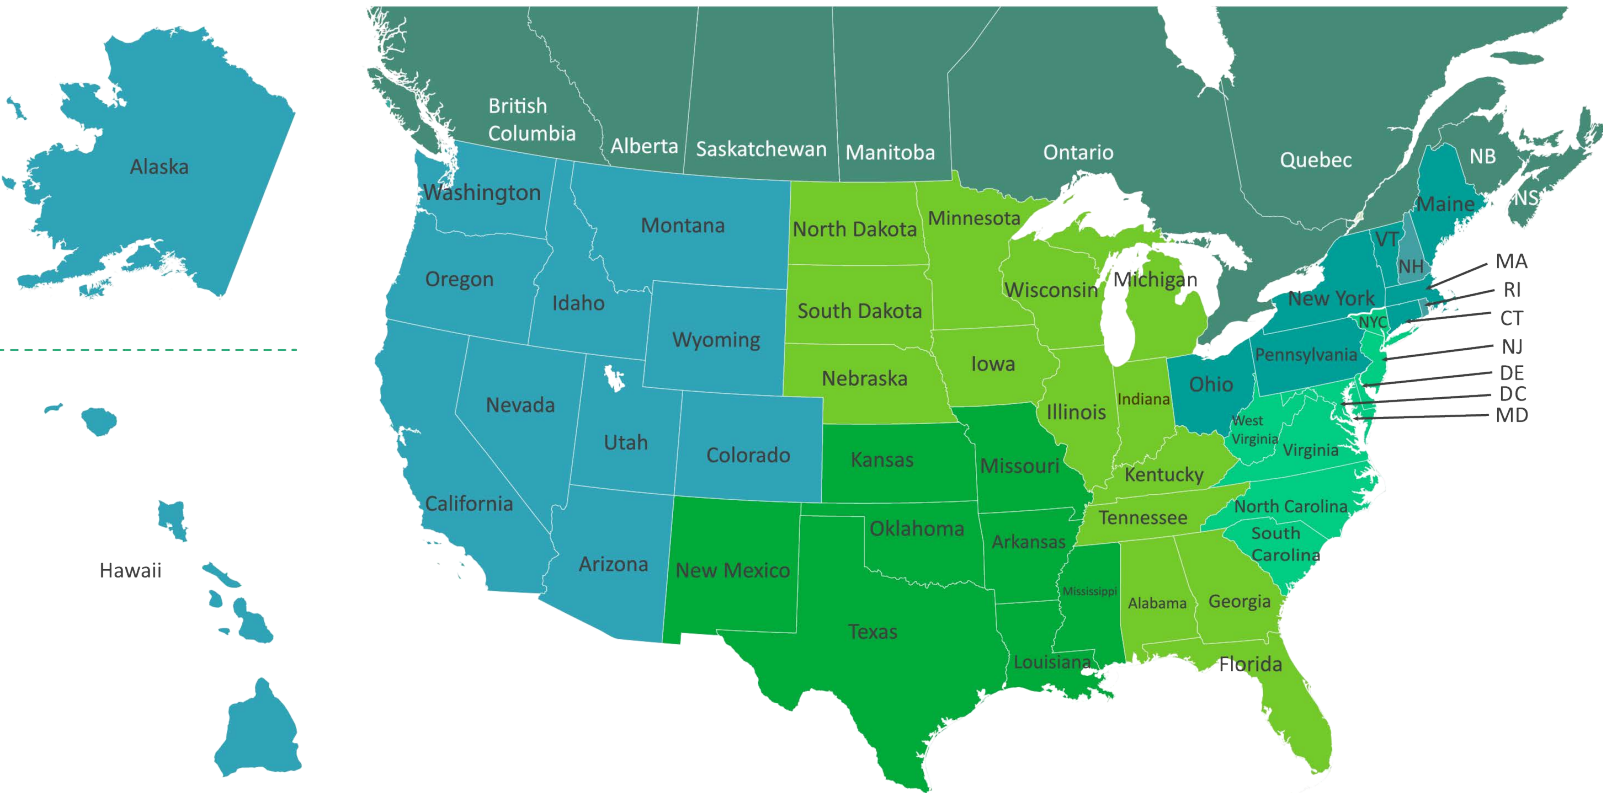 Alaska
Hawaii
British
Columbia
Alberta
Saskatchewan
Manitoba
Ontario
Quebec
NB
NS
Washington
Montana
North Dakota
Minnesota
Maine
VT
NH
MA
RI
CT
NJ
DE
DC
MD
Oregon
Idaho
Wyoming
South Dakota
Wisconsin
Michigan
New York
NYC
Pennsylvania
Nebraska
Iowa
Illinois
Indiana
Ohio
West
Virginia
Virginia
Nevada
Utah
Colorado
California
Kansas
Missouri
Kentucky
Tennessee
North Carolina
South
Carolina
Arizona
New Mexico
Oklahoma
Arkansas
Mississippi
Alabama
Georgia
Texas
Louisiana
Florida